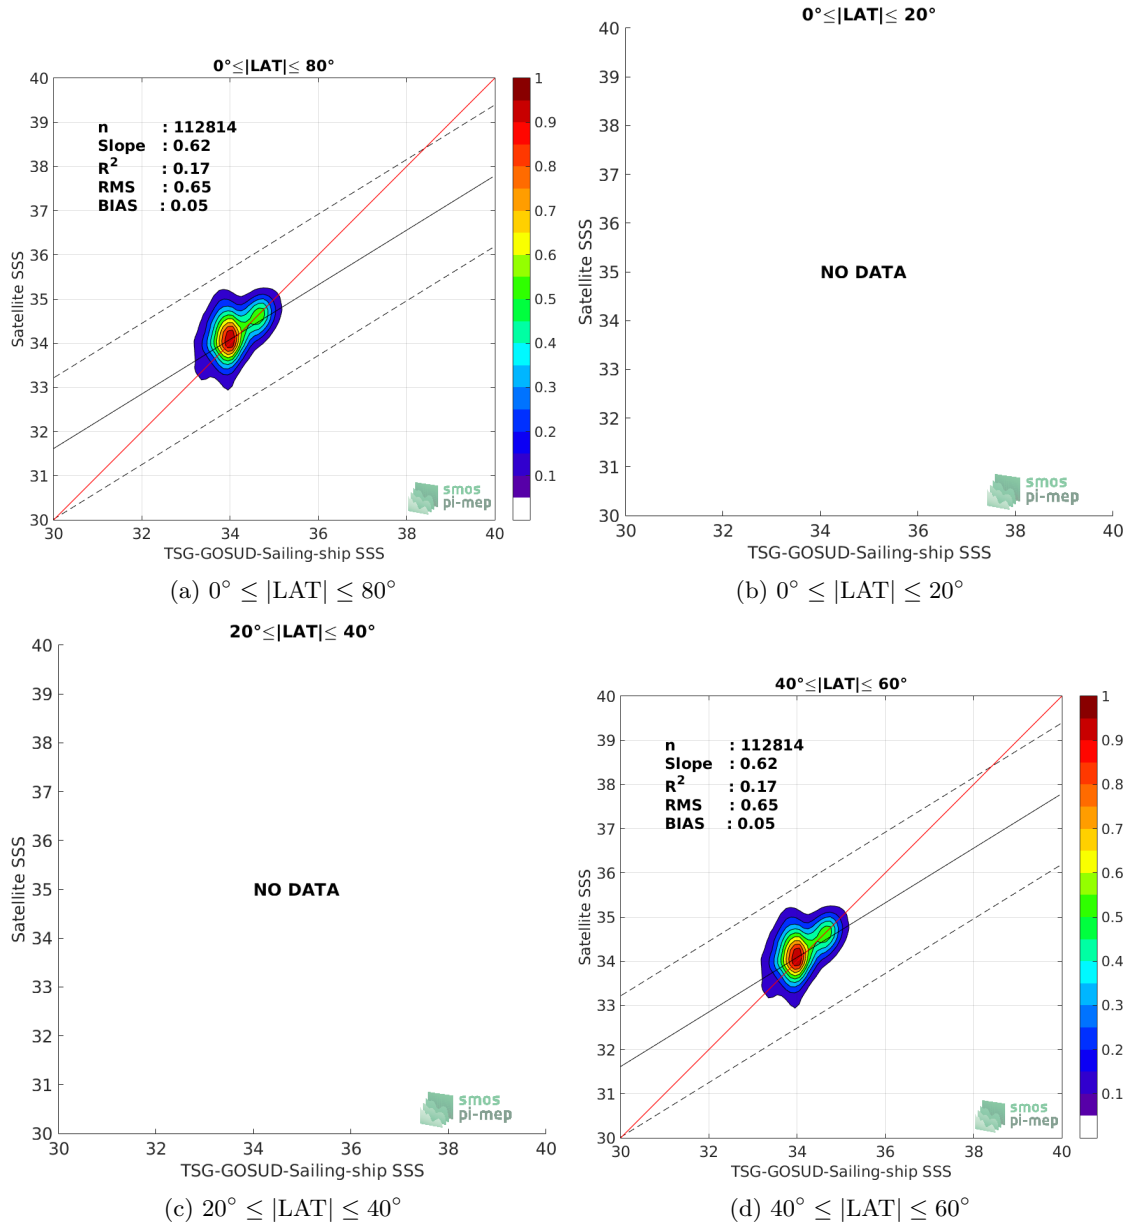 0°≤|LAT|≤ 80°
40
39
38
37
36
35
34
33
32
31
30
Satellite SSS
n : 112814
Slope : 0.62
R² : 0.17
RMS : 0.65
BIAS : 0.05
smos
pi-mep
30 32 34 36 38 40
TSG-GOSUD-Sailing-ship SSS
1
0.9
0.8
0.7
0.6
0.5
0.4
0.3
0.2
0.1
(a) 0° ≤ |LAT| ≤ 80°
0°≤|LAT|≤ 20°
40
39
38
37
36
35
34
33
32
31
30
Satellite SSS
NO DATA
smos
pi-mep
30 32 34 36 38 40
TSG-GOSUD-Sailing-ship SSS
(b) 0° ≤ |LAT| ≤ 20°
20°≤|LAT|≤ 40°
40
39
38
37
36
35
34
33
32
31
30
Satellite SSS
NO DATA
smos
pi-mep
30 32 34 36 38 40
TSG-GOSUD-Sailing-ship SSS
(c) 20° ≤ |LAT| ≤ 40°
40°≤|LAT|≤ 60°
40
39
38
37
36
35
34
33
32
31
30
Satellite SSS
n : 112814
Slope : 0.62
R² : 0.17
RMS : 0.65
BIAS : 0.05
smos
pi-mep
30 32 34 36 38 40
TSG-GOSUD-Sailing-ship SSS
1
0.9
0.8
0.7
0.6
0.5
0.4
0.3
0.2
0.1
(d) 40° ≤ |LAT| ≤ 60°